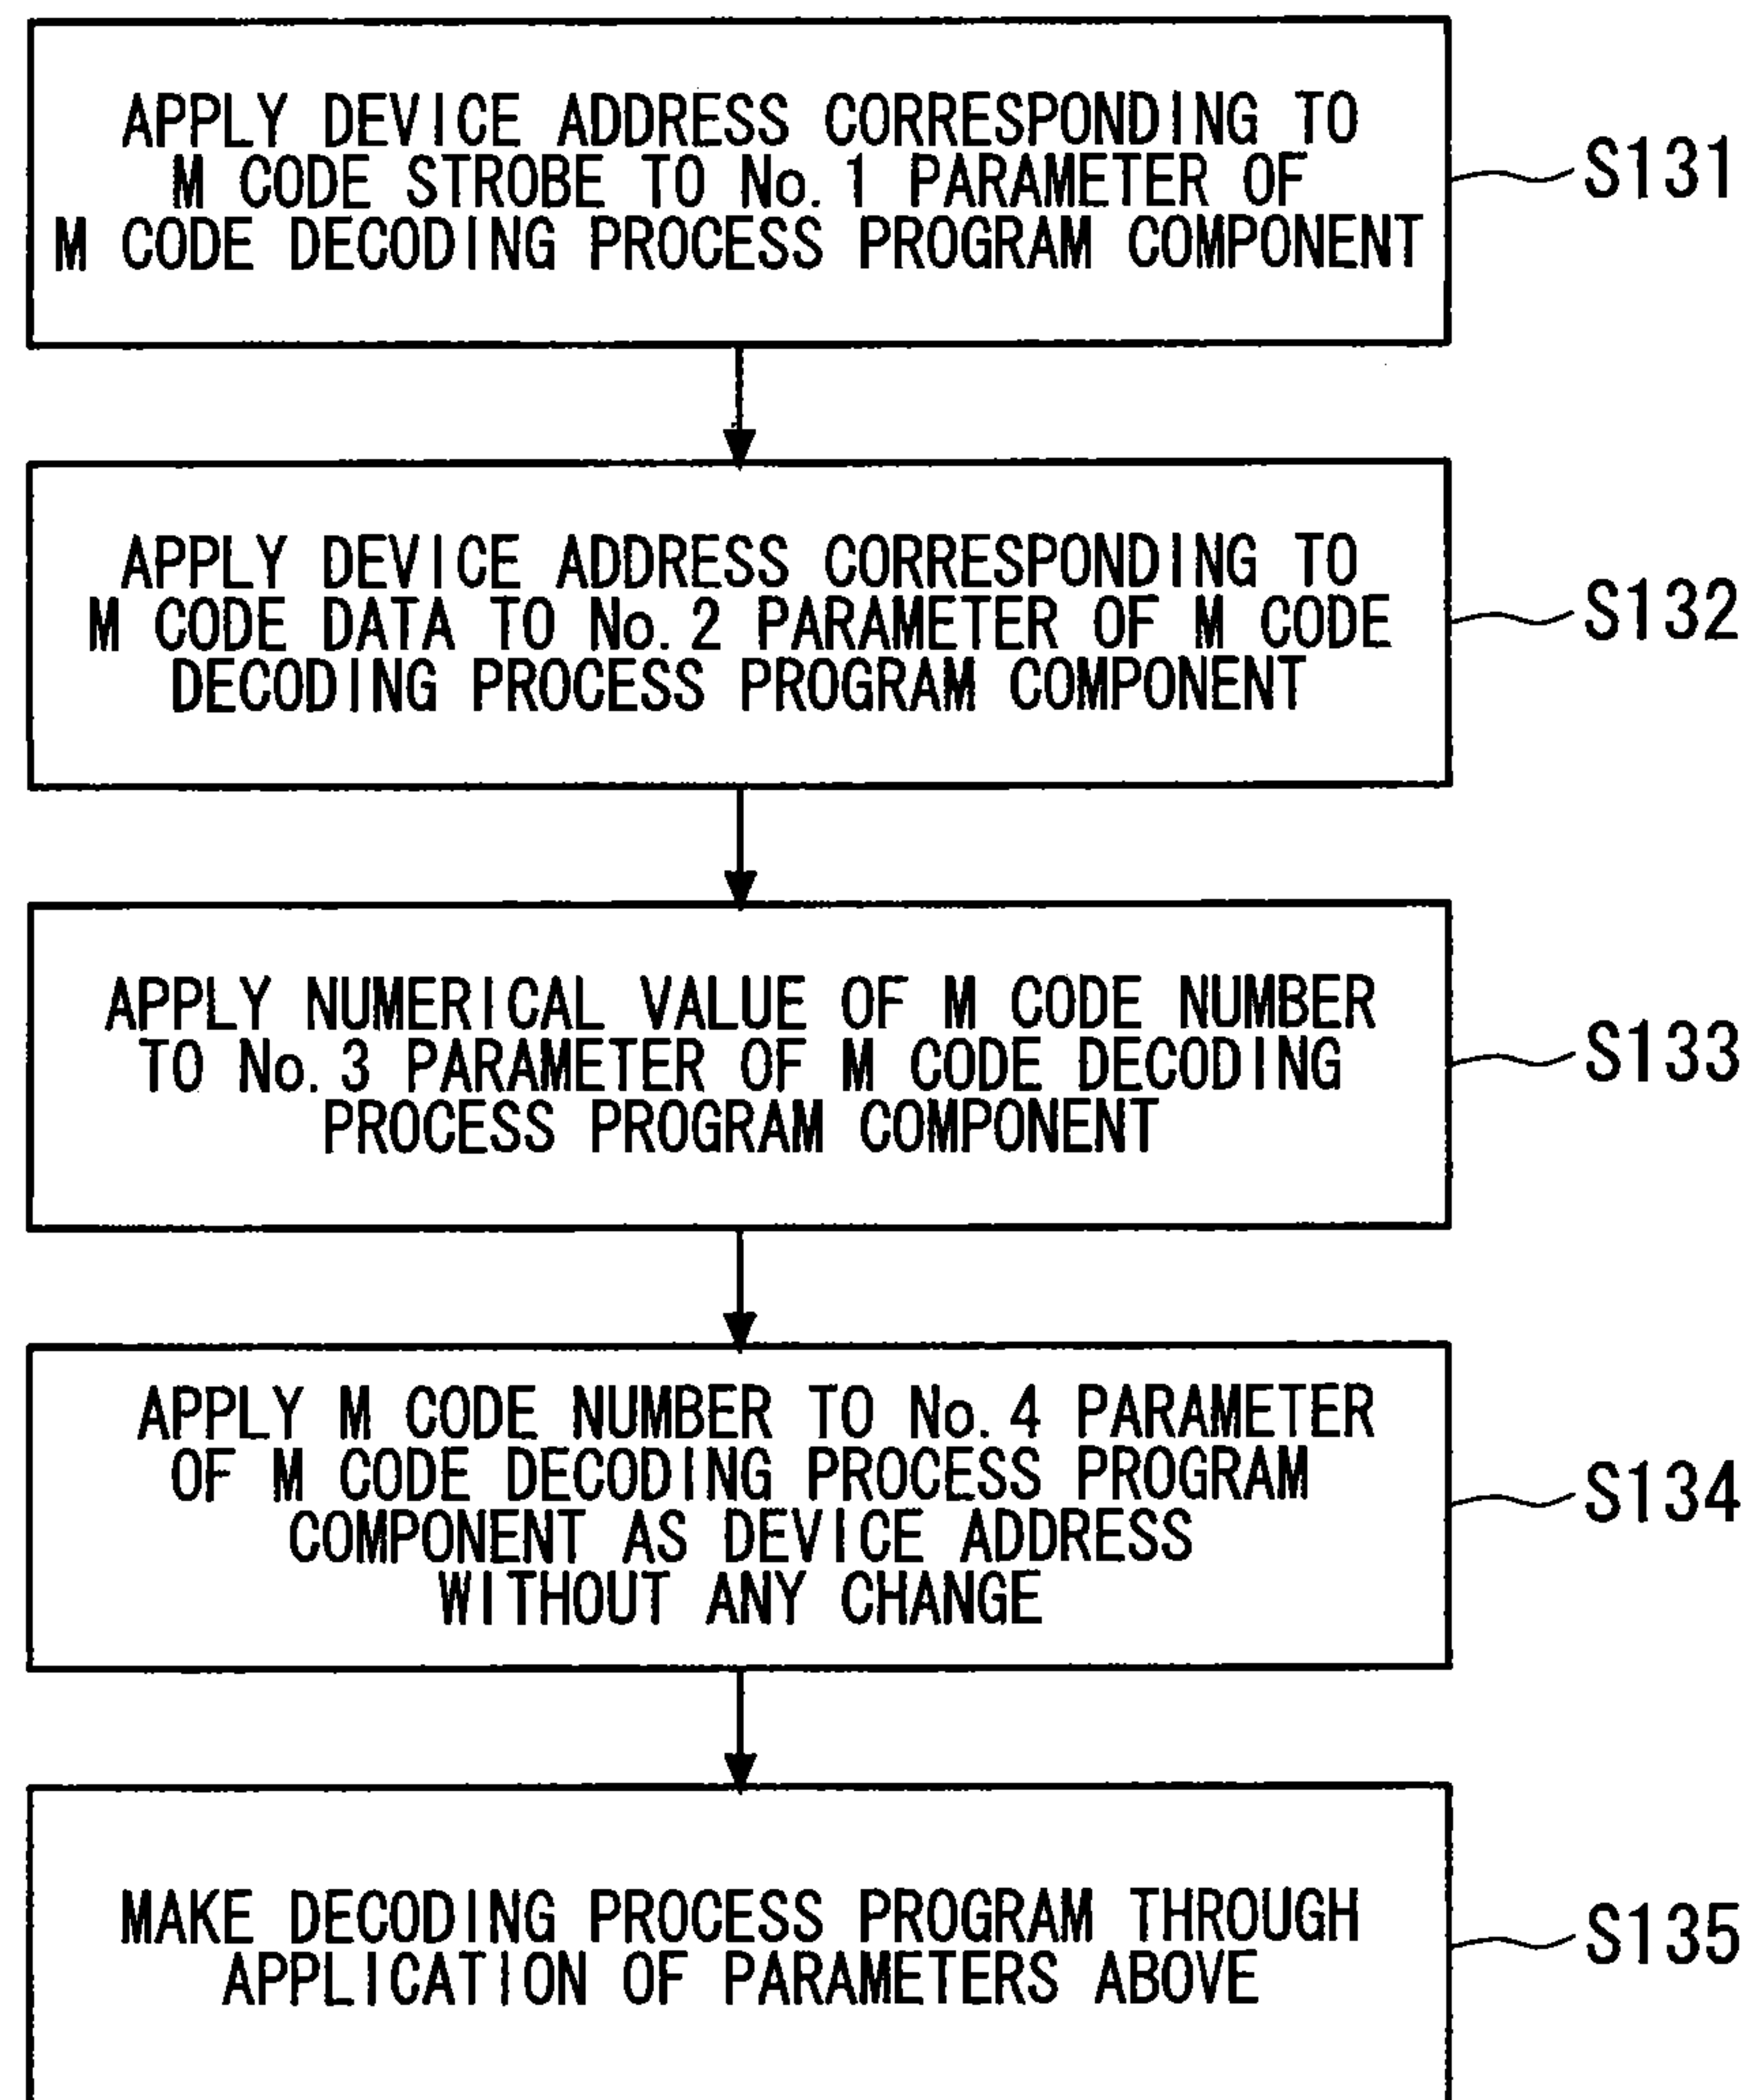 APPLY DEVICE ADDRESS CORRESPONDING TO
M CODE STROBE TO No. 1 PARAMETER OF
M CODE DECODING PROCESS PROGRAM COMPONENT
S131
APPLY DEVICE ADDRESS CORRESPONDING TO
M CODE DATA TO No. 2 PARAMETER OF M CODE
DECODING PROCESS PROGRAM COMPONENT
S132
APPLY NUMERICAL VALUE OF M CODE NUMBER
TO No. 3 PARAMETER OF M CODE DECODING
PROCESS PROGRAM COMPONENT
S133
APPLY M CODE NUMBER TO No. 4 PARAMETER
OF M CODE DECODING PROCESS PROGRAM
COMPONENT AS DEVICE ADDRESS
WITHOUT ANY CHANGE
S134
MAKE DECODING PROCESS PROGRAM THROUGH
APPLICATION OF PARAMETERS ABOVE
S135